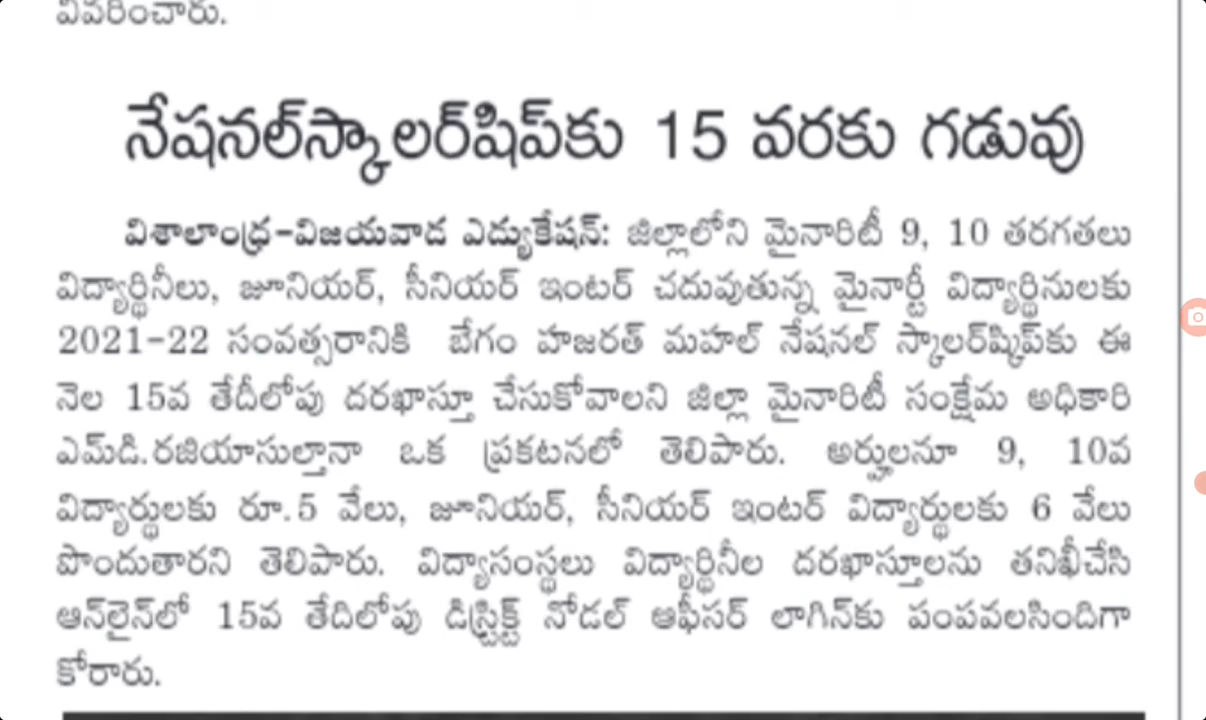 వివరించారు.
నేషనల్‌స్కాలర్‌షిప్‌కు 15 వరకు గడువు
విశాలాంధ్ర-విజయవాడ ఎద్యుకేషన్: జిల్లాలోని మైనారిటీ 9, 10 తరగతలు
విద్యార్థినీలు, జూనియర్, సీనియర్ ఇంటర్ చదువుతున్న మైనార్టీ విద్యార్థినులకు
2021-22 సంవత్సరానికి బేగం హజరత్ మహల్ నేషనల్ స్కాలర్‌ష్కిప్‌కు ఈ
నెల 15వ తేదీలోపు దరఖాస్తూ చేసుకోవాలని జిల్లా మైనారిటీ సంక్షేమ అధికారి
ఎమ్‌డి.రజియాసుల్తానా ఒక ప్రకటనలో తెలిపారు. అర్హులనూ 9, 10వ
విద్యార్థులకు రూ.5 వేలు, జూనియర్, సీనియర్ ఇంటర్ విద్యార్థులకు 6 వేలు
పొందుతారని తెలిపారు. విద్యాసంస్థలు విద్యార్థినీల దరఖాస్తూలను తనిఖీచేసి
ఆన్‌లైన్‌లో 15వ తేదిలోపు డిస్ట్రిక్ట్ నోడల్ ఆఫీసర్ లాగిన్‌కు పంపవలసిందిగా
కోరారు.